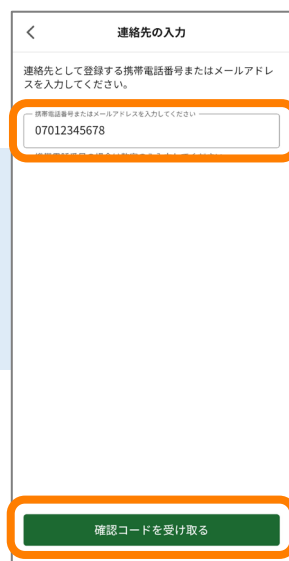 連絡先の入力
連絡先として登録する携帯電話番号またはメールアドレ
スを入力してください。
携帯電話番号またはメールアドレスを入力してください
07012345678
確認コードを受け取る